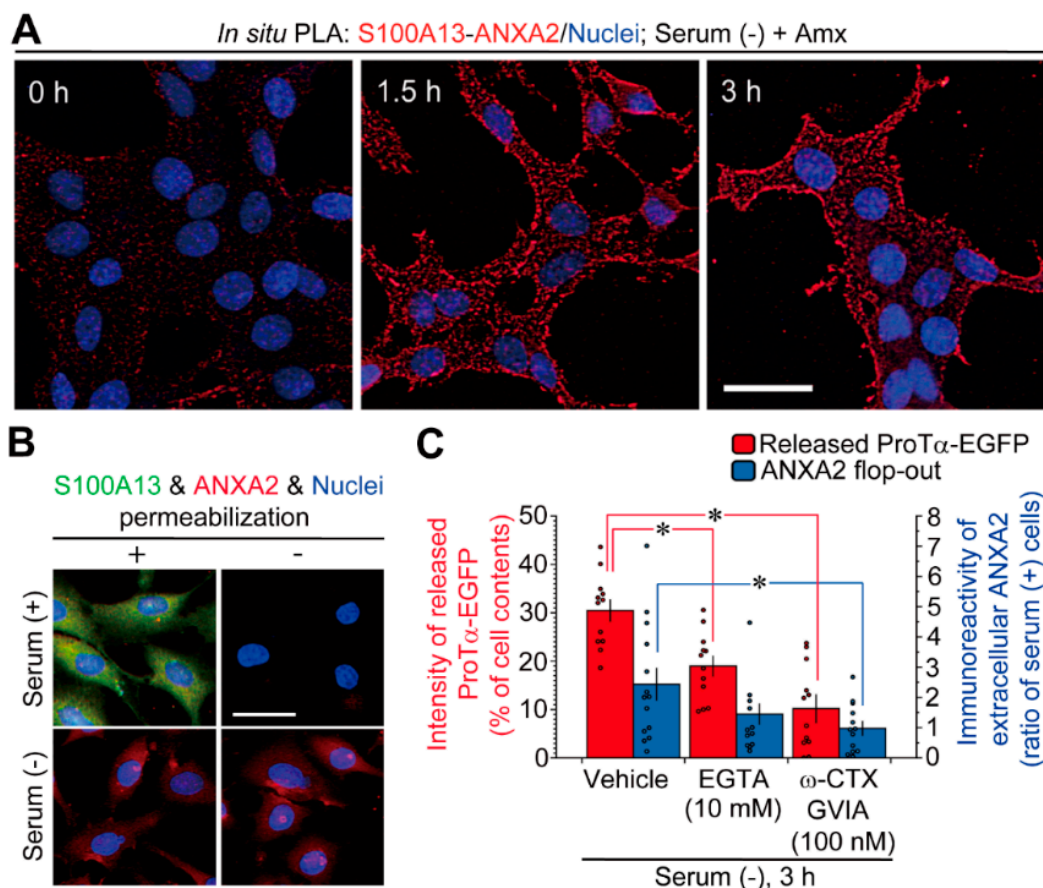 A
In situ PLA: S100A13-ANXA2/Nuclei; Serum (-) + Amx
0 h
1.5 h
3 h
B
S100A13 & ANXA2 & Nuclei
permeabilization
+
-
Serum (+)
Serum (-)
C
Released ProTα-EGFP
ANXA2 flop-out
Intensity of released
ProTα-EGFP
(% of cell contents)
50
40
30
20
10
0
*
*
*
8
7
6
5
4
3
2
1
0
Immunoreactivity of
extracellular ANXA2
(ratio of serum (+) cells)
Vehicle
EGTA
(10 mM)
ω-CTX
GVIA
(100 nM)
Serum (-), 3 h